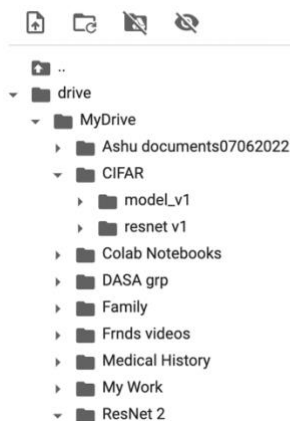 ..
drive
MyDrive
Ashu documents07062022
CIFAR
model_v1
resnet v1
Colab Notebooks
DASA grp
Family
Frnds videos
Medical History
My Work
ResNet 2